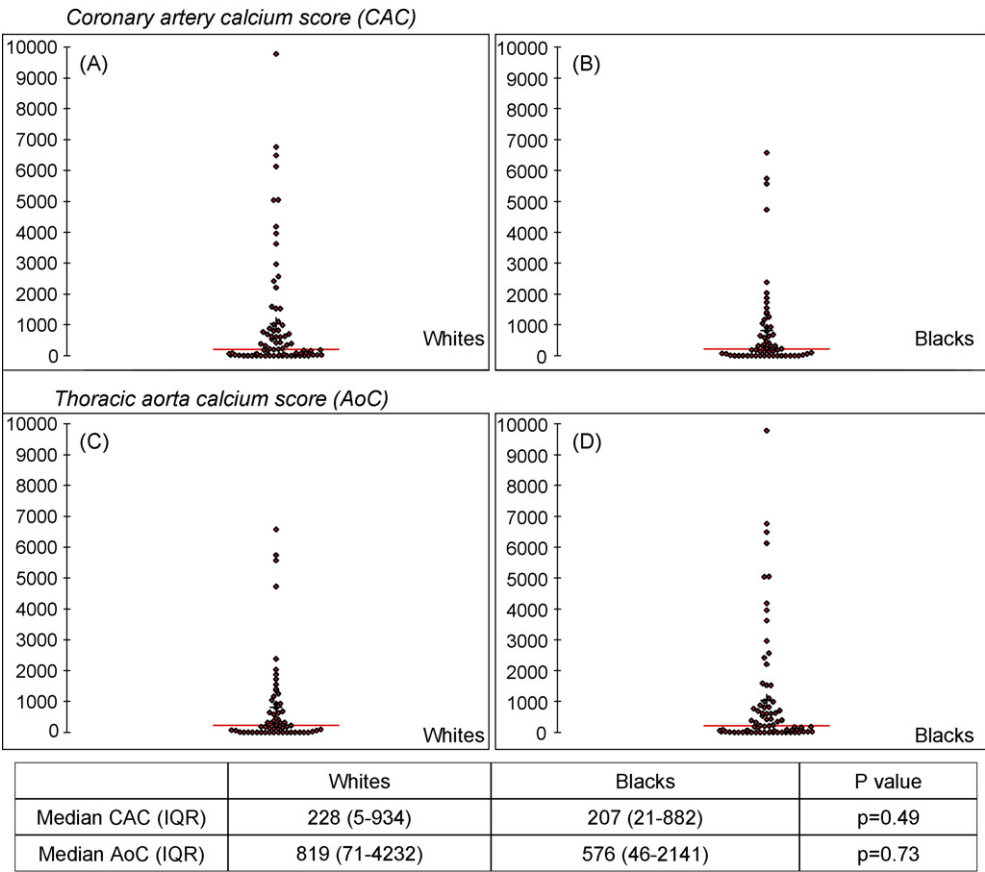 Coronary artery calcium score (CAC)
10000 (A) 10000 (B)
9000 9000
8000 8000
7000 7000
6000 6000
5000 5000
4000 4000
3000 3000
2000 2000
1000 Whites 1000 Blacks
0 0
Thoracic aorta calcium score (AoC)
10000 (C) 10000 (D)
9000 9000
8000 8000
7000 7000
6000 6000
5000 5000
4000 4000
3000 3000
2000 2000
1000 1000
0 Whites 0 Blacks
Whites Blacks P value
Median CAC (IQR) 228 (5-934) 207 (21-882) p=0.49
Median AoC (IQR) 819 (71-4232) 576 (46-2141) p=0.73